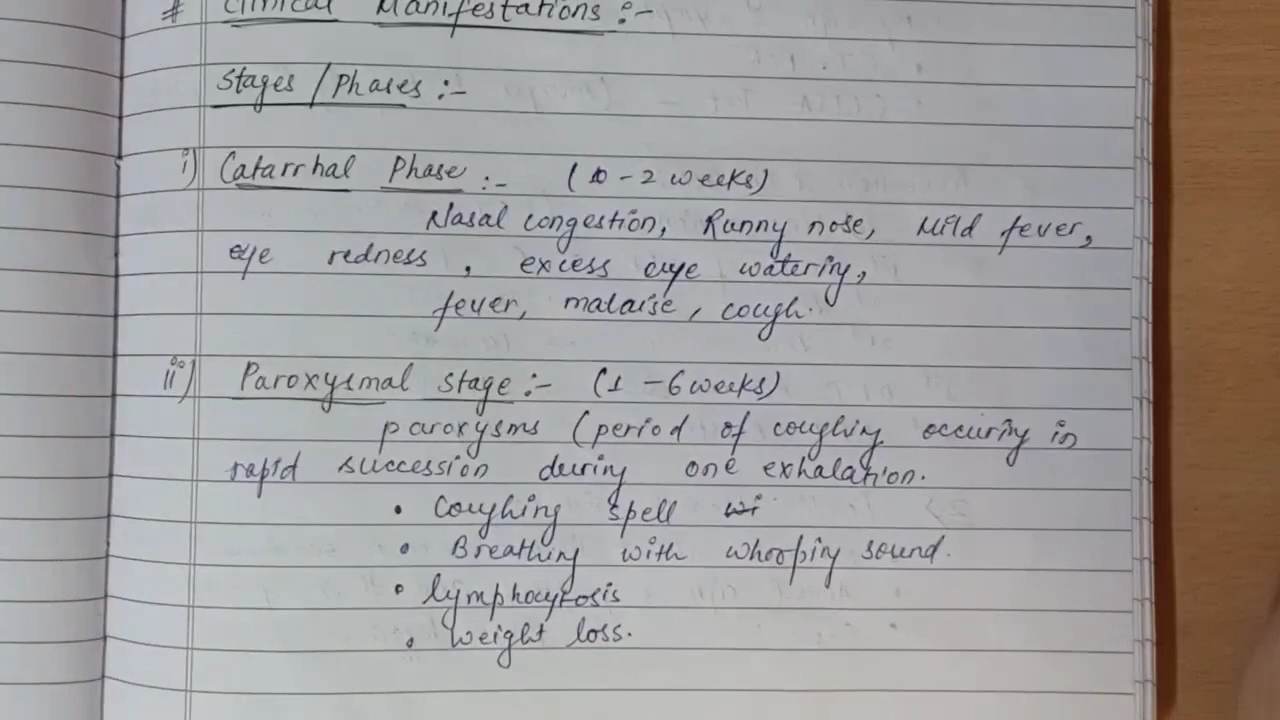 # Clinical Manifestations :-
Stages / Phases :-
i) Catarrhal Phase :- (10 - 2 weeks)
Nasal congestion, Runny nose, Mild fever,
eye redness , excess eye watering,
fever, malaise, cough.
ii) Paroxysmal Stage :- (1 - 6 weeks)
paroxysms (period of coughing occuring in
rapid succession during one exhalation.
• Coughing spell
• Breathing with whooping sound.
• lymphocytosis
• Weight loss.